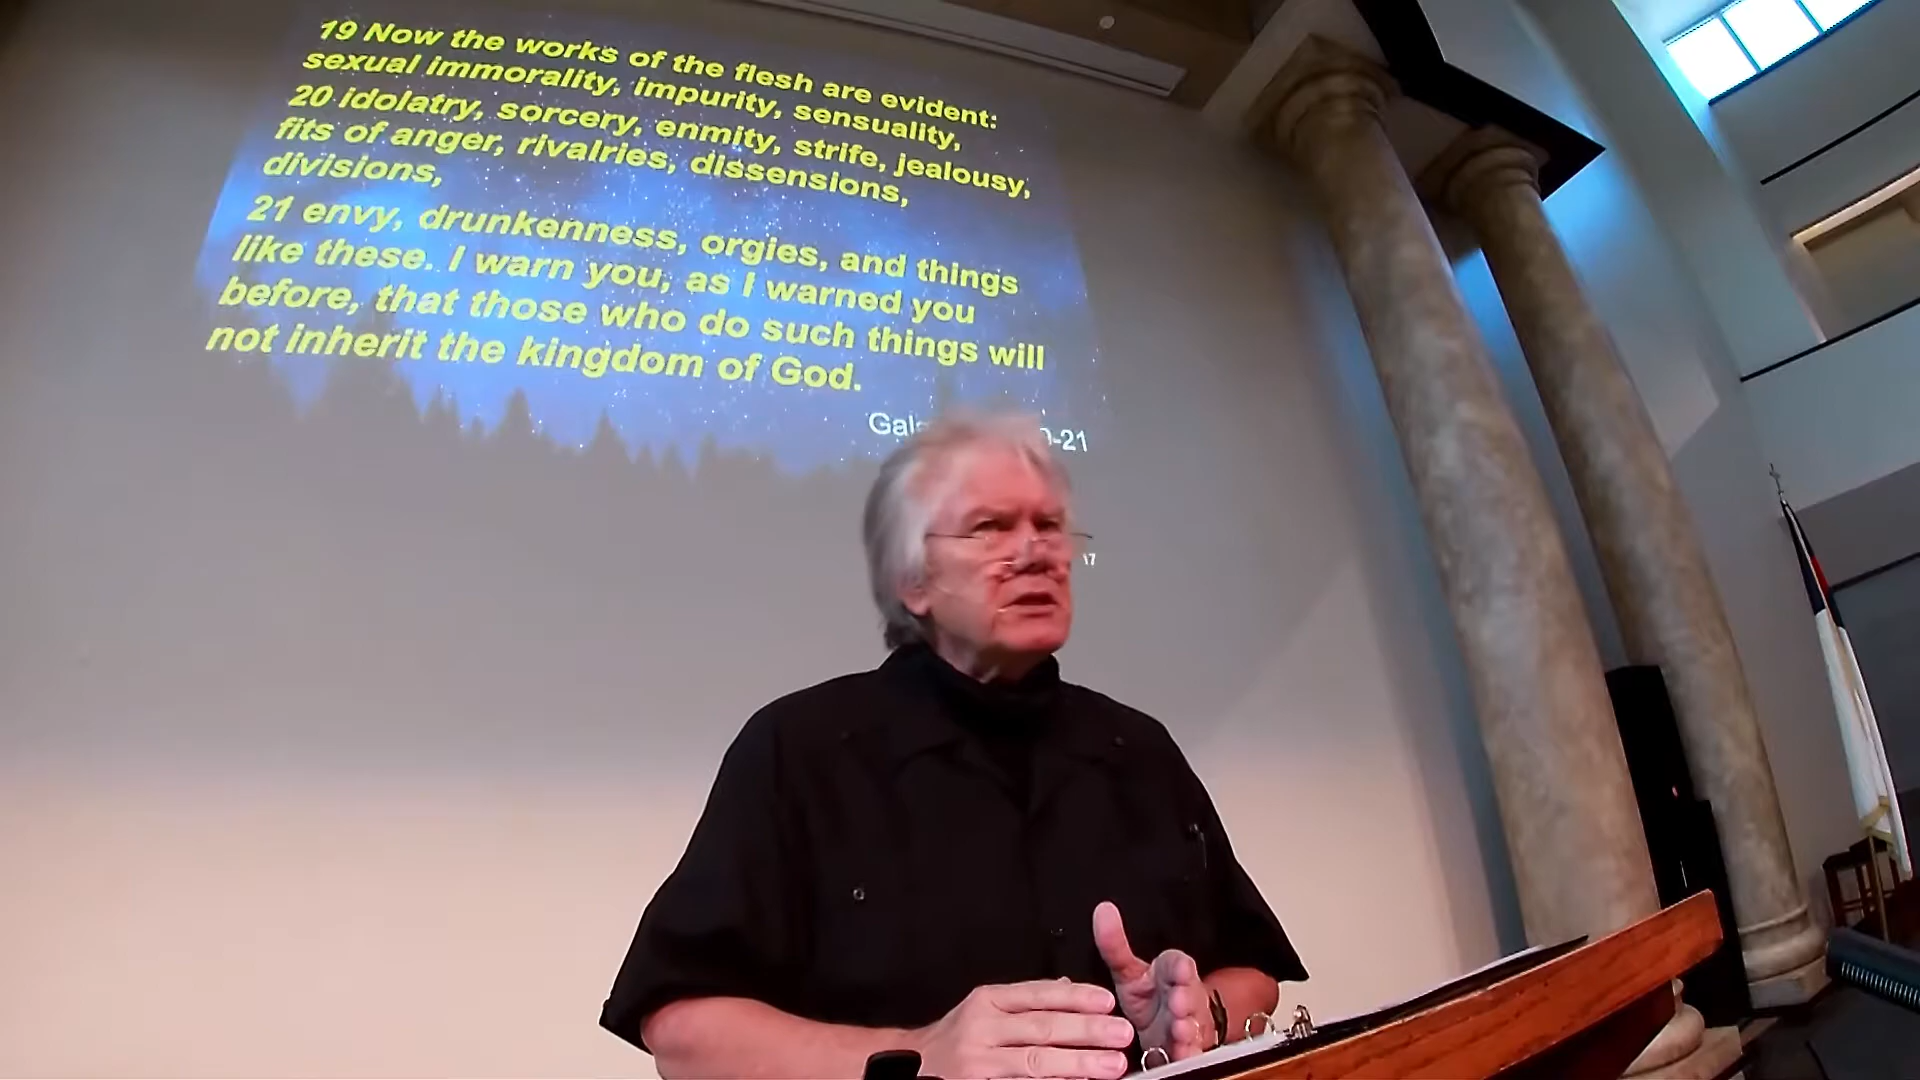 19 Now the works of the flesh are evident:
sexual immorality, impurity, sensuality,
20 idolatry, sorcery, enmity, strife, jealousy,
fits of anger, rivalries, dissensions,
divisions,
21 envy, drunkenness, orgies, and things
like these. I warn you, as I warned you
before, that those who do such things will
not inherit the kingdom of God.
-21